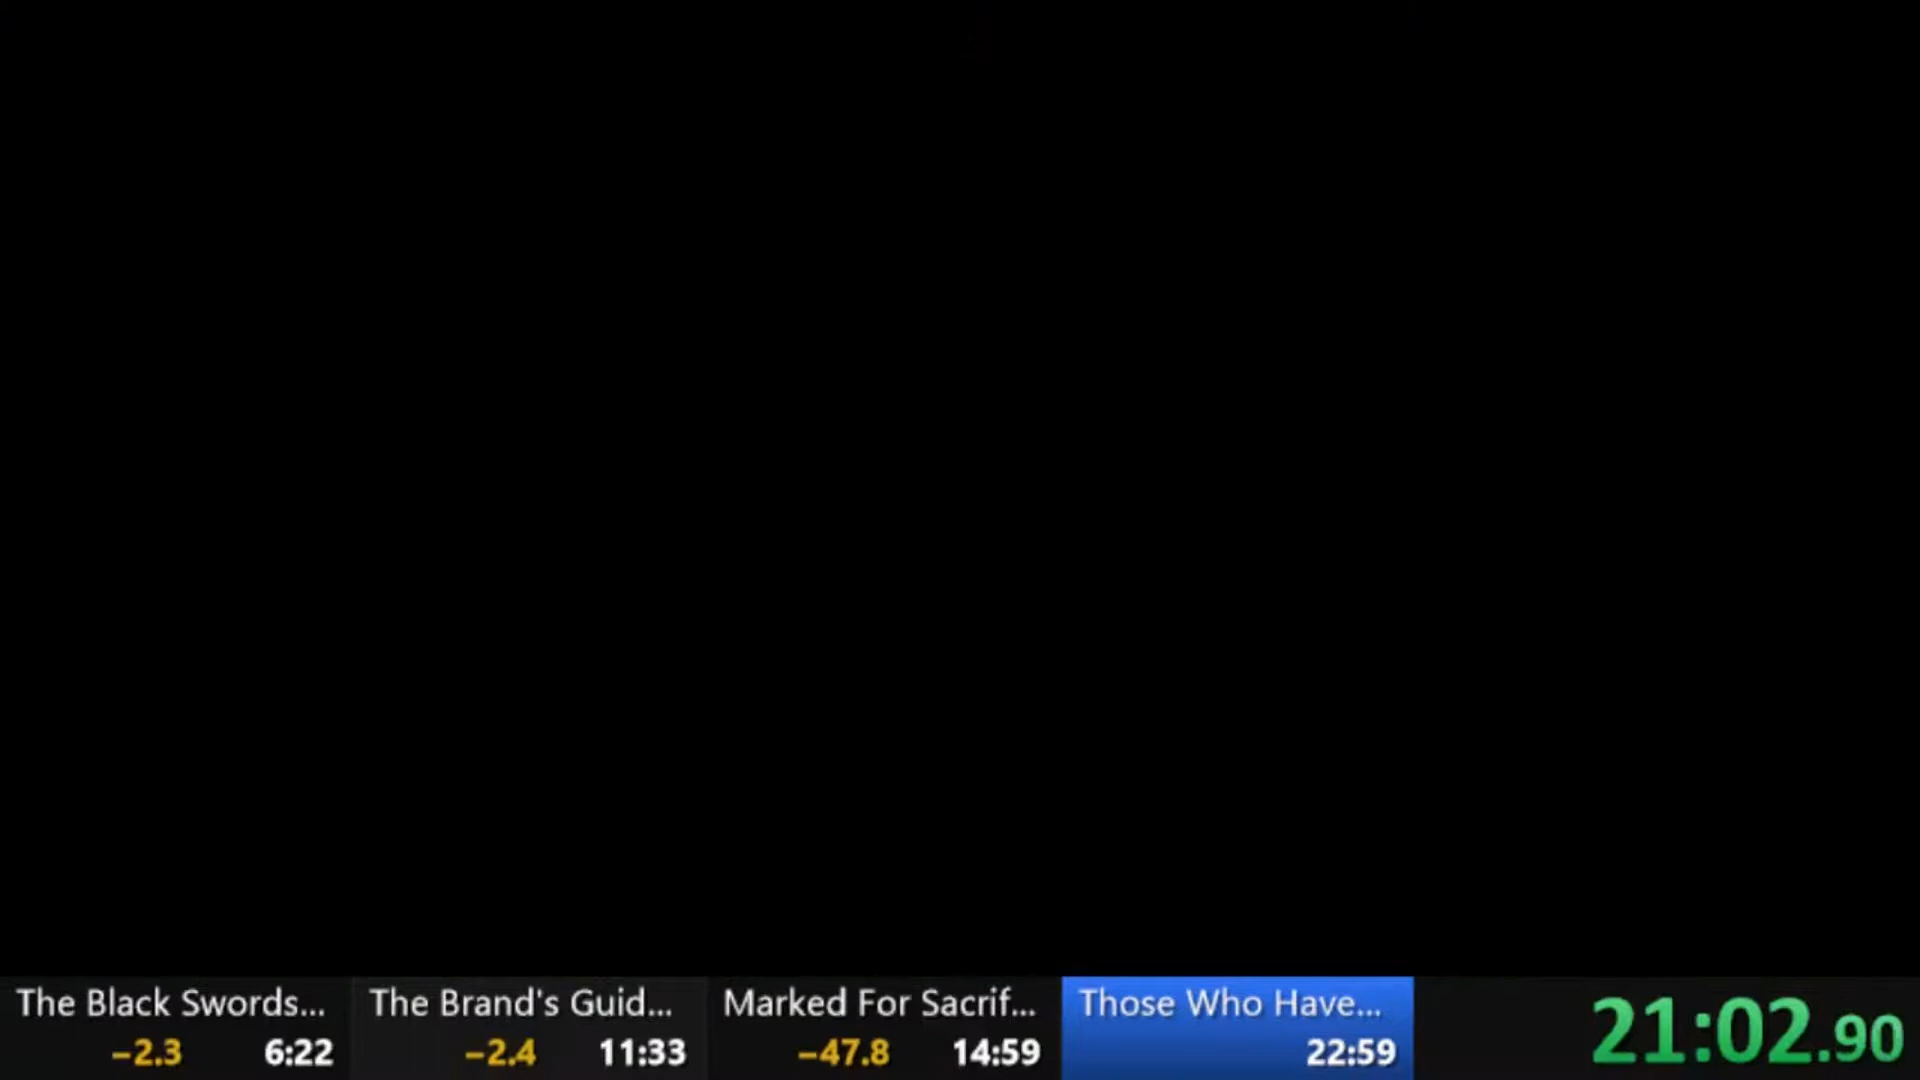 The Black Swords... The Brand's Guid... Marked For Sacrif... Those Who Have...
−2.3 6:22 −2.4 11:33 −47.8 14:59 22:59
21:02.90